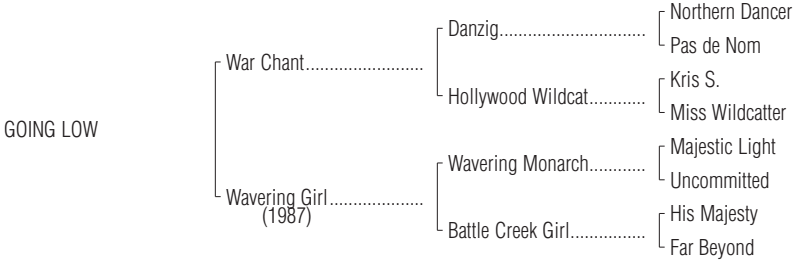 Northern Dancer
Danzig..............................
Pas de Nom
War Chant........................
Kris S.
Hollywood Wildcat............
Miss Wildcatter
GOING LOW
Majestic Light
Wavering Monarch............
Uncommitted
Wavering Girl...................
(1987)
His Majesty
Battle Creek Girl...............
Far Beyond